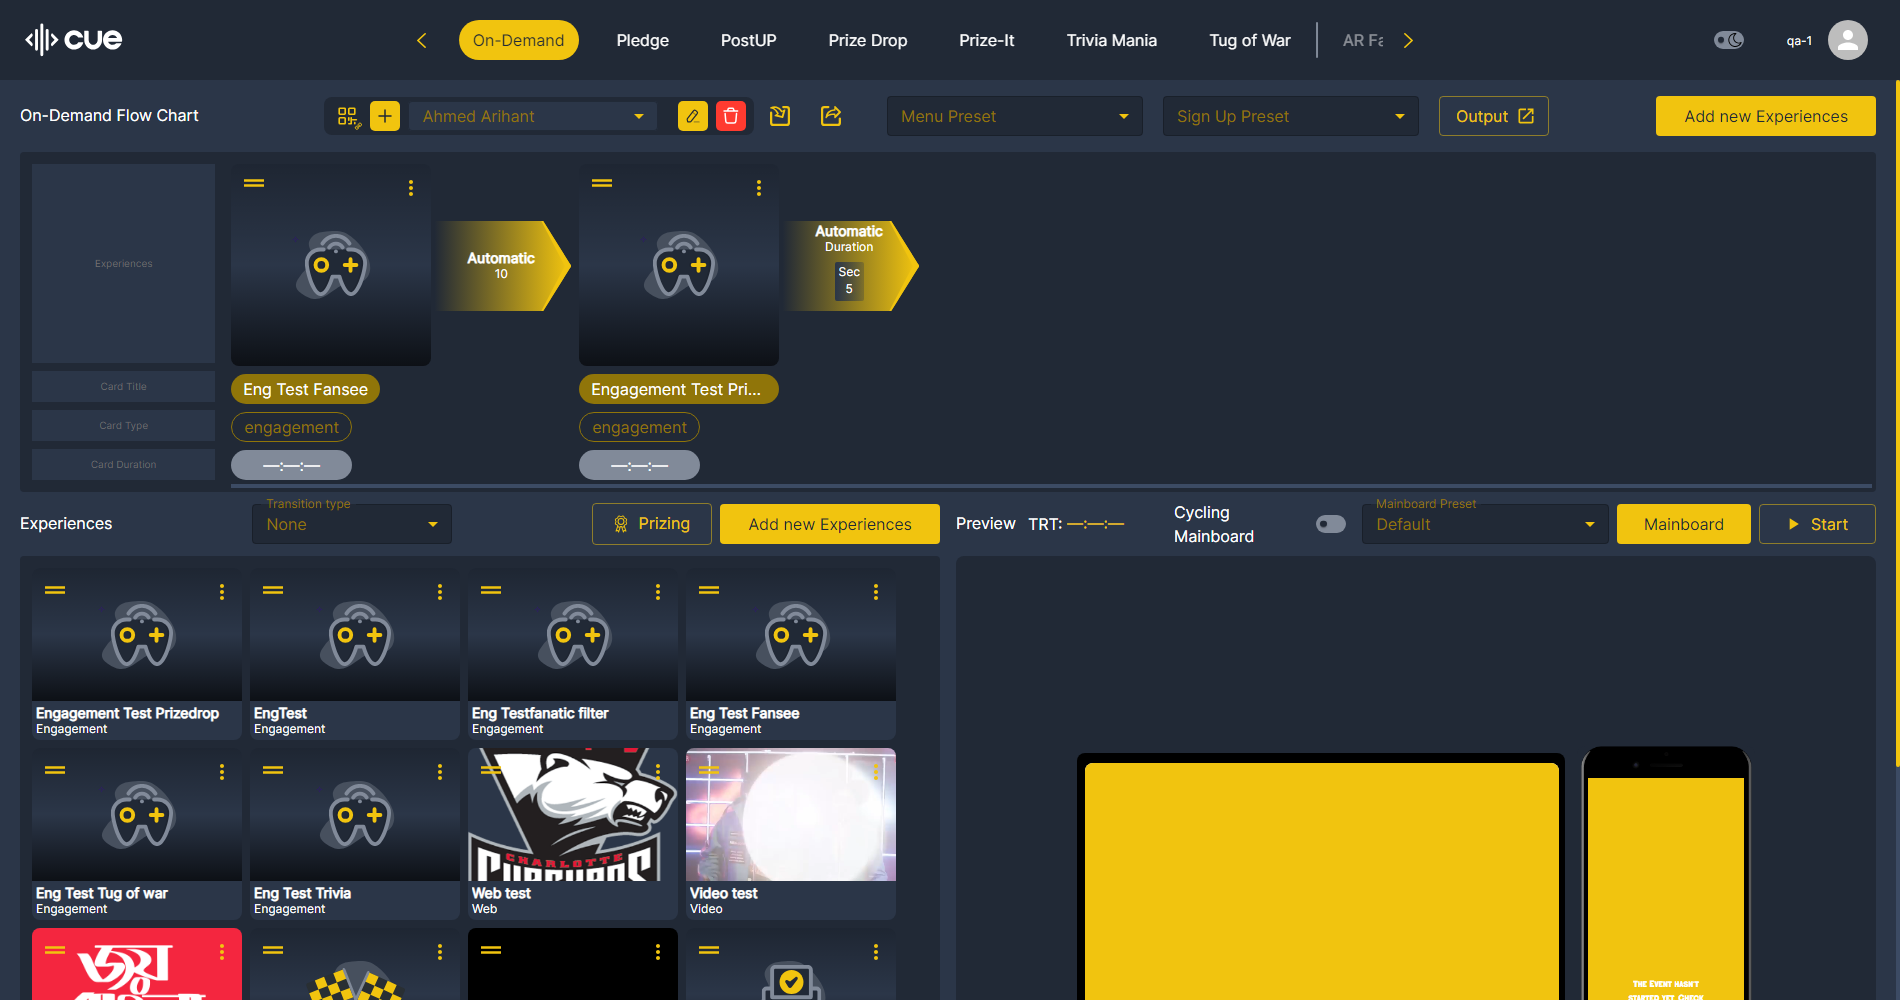 cue
On-Demand
Pledge
PostUP
Prize Drop
Prize-It
Trivia Mania
Tug of War
AR Fa
qa-1
On-Demand Flow Chart
Ahmed Arihant
Menu Preset
Sign Up Preset
Output
Add new Experiences
Experiences
Automatic
10
Automatic
Duration
Sec
5
Card Title
Eng Test Fansee
Engagement Test Pri...
Card Type
engagement
engagement
Card Duration
—:—:—
—:—:—
Experiences
Transition type
None
Prizing
Add new Experiences
Preview
TRT: —:—:—
Cycling
Mainboard
Mainboard Preset
Default
Mainboard
Start
Engagement Test Prizedrop
Engagement
EngTest
Engagement
Eng Testfanatic filter
Engagement
Eng Test Fansee
Engagement
Eng Test Tug of war
Engagement
Eng Test Trivia
Engagement
CHARLOTTE
Web test
Web
Video test
Video
জয়
The Event hasn't
started yet. Check